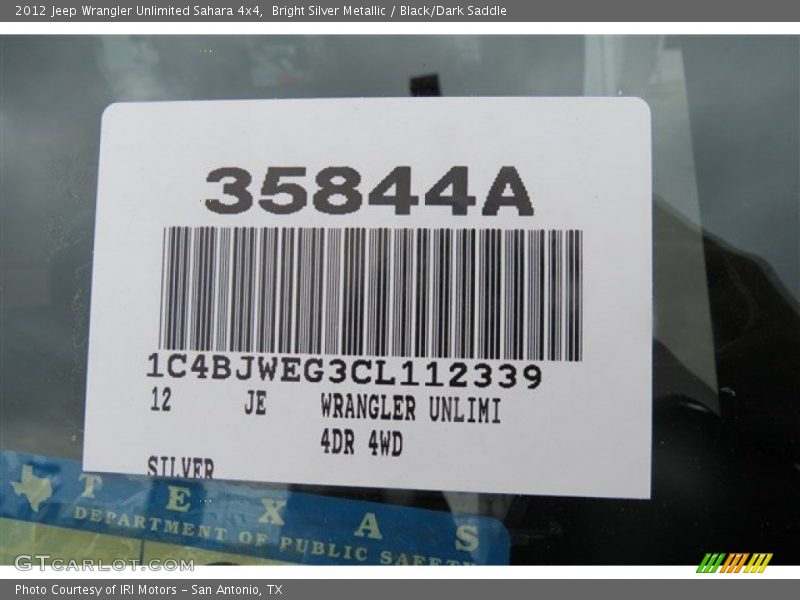 2012 Jeep Wrangler Unlimited Sahara 4x4,  Bright Silver Metallic / Black/Dark Saddle
35844A
1C4BJWEG3CL112339
12 JE WRANGLER UNLIMI
4DR 4WD
SILVER
TEXAS
DEPARTMENT OF PUBLIC SAFETY
GTcarlot.com
Photo Courtesy of IRI Motors – San Antonio, TX